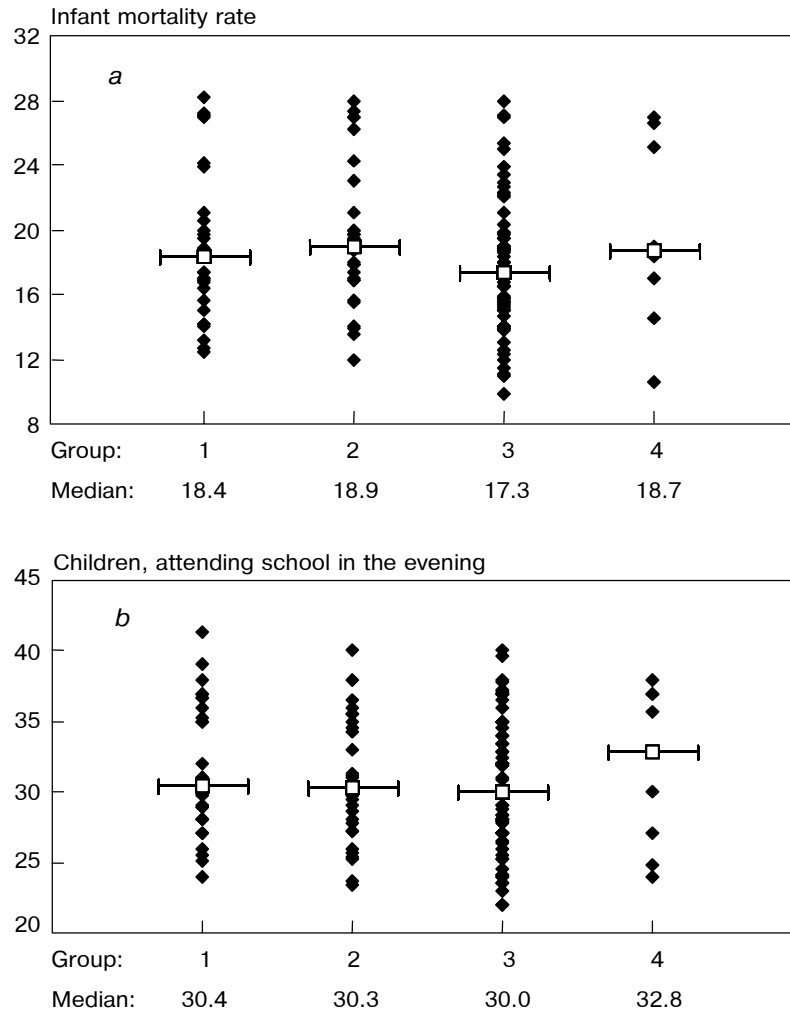 Infant mortality rate
32
a
28
24
20
16
12
8
Group: 1 2 3 4
Median: 18.4 18.9 17.3 18.7
Children, attending school in the evening
45
b
40
35
30
25
20
Group: 1 2 3 4
Median: 30.4 30.3 30.0 32.8